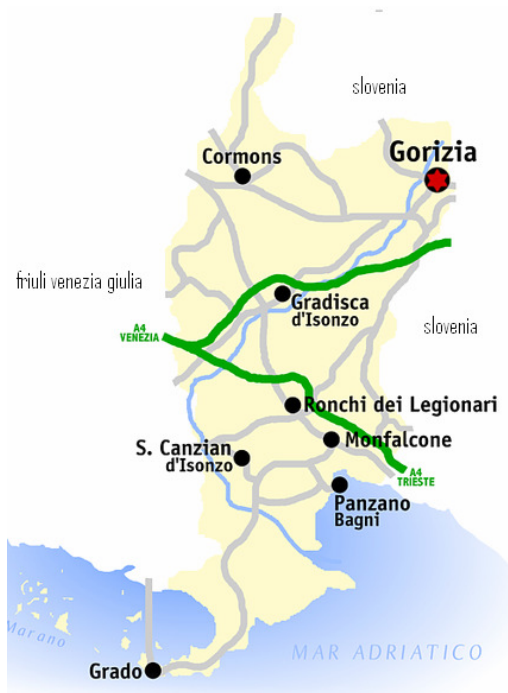 slovenia
Cormons
Gorizia
friuli venezia giulia
Gradisca
d'Isonzo
slovenia
A4
VENEZIA
Ronchi dei Legionari
Monfalcone
S. Canzian
d'Isonzo
A4
TRIESTE
Panzano
Bagni
Marano
MAR ADRIATICO
Grado